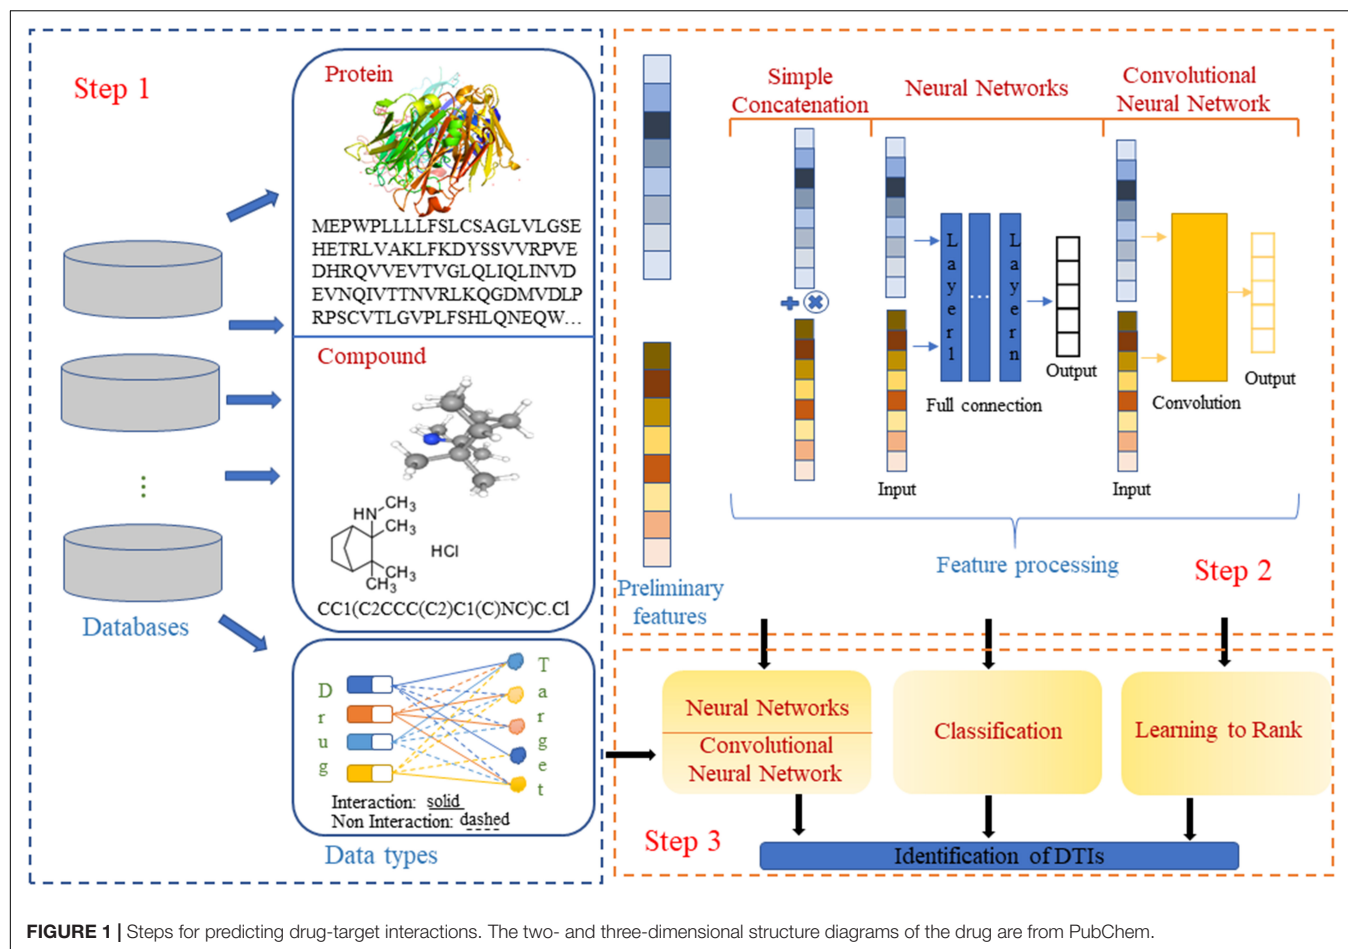 Step 1
Protein
MEPWPLLLLFSLCSAGLVLGSE
HETRLVAKLFKDYSSVVRPVE
DHRQVVEVTVGLQLIQLINVD
EVNQIVTTNVRLKQGDMVDLP
RPSCVTLGVPLFSHLQNEQW...
Compound
HN
CH3
CH3
HCl
CH3
CH3
CC1(C2CCC(C2)C1(C)NC)C.Cl
Databases
Drug
Target
Interaction: solid
Non Interaction: dashed
Data types
Preliminary
features
Simple
Concatenation
Neural Networks
Convolutional
Neural Network
Layer1
...
Layern
Output
Full connection
Input
Convolution
Output
Input
Feature processing
Step 2
Neural Networks
Convolutional
Neural Network
Classification
Learning to Rank
Step 3
Identification of DTIs
FIGURE 1 | Steps for predicting drug-target interactions. The two- and three-dimensional structure diagrams of the drug are from PubChem.